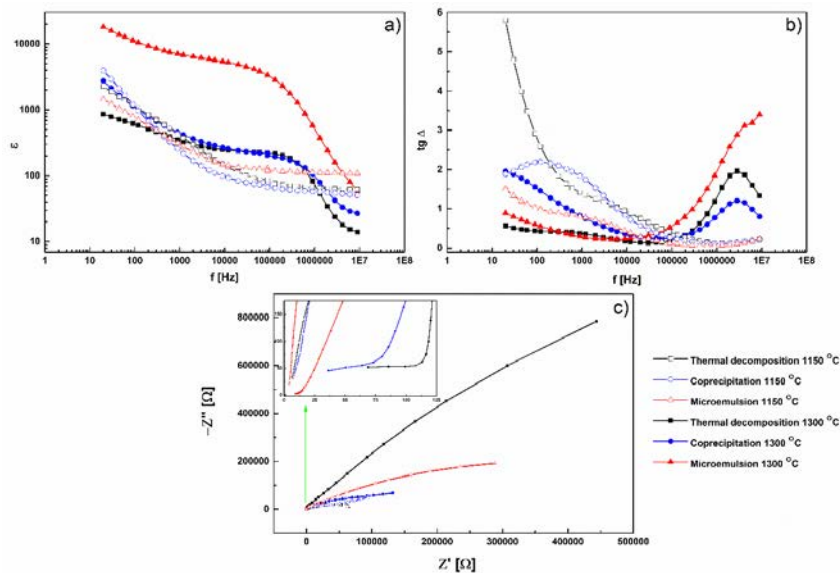 a)
10000
1000
100
10
ε
10 100 1000 10000 100000 1000000 1E7 1E8
f [Hz]
b)
6
5
4
3
2
1
0
tg Δ
10 100 1000 10000 100000 1000000 1E7 1E8
f [Hz]
c)
800000
600000
400000
200000
0
−Z'' [Ω]
0 100000 200000 300000 400000 500000
Z' [Ω]
Thermal decomposition 1150 °C
Coprecipitation 1150 °C
Microemulsion 1150 °C
Thermal decomposition 1300 °C
Coprecipitation 1300 °C
Microemulsion 1300 °C